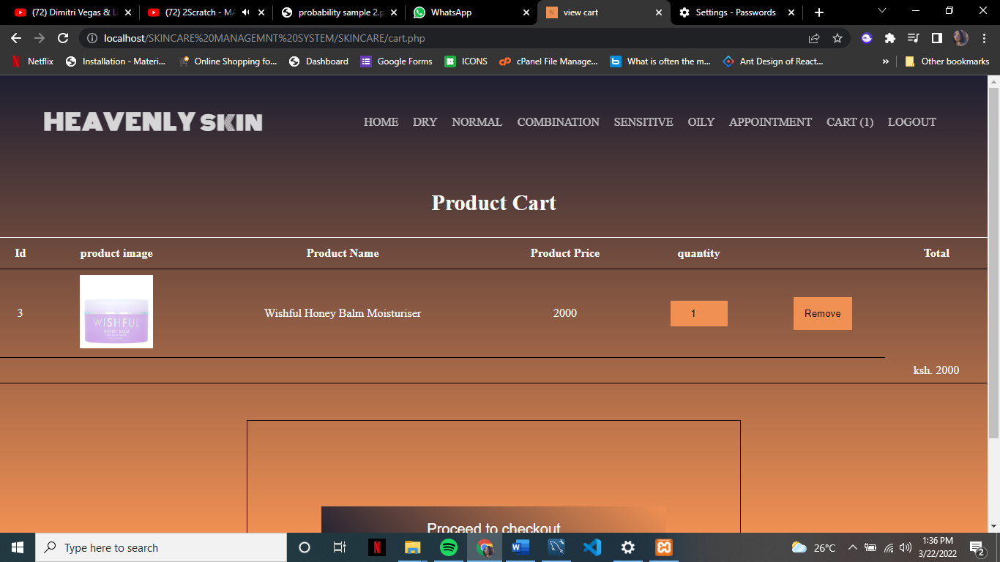 (72) Dimitri Vegas & Li
(72) 2Scratch - MA
probability sample 2.p
WhatsApp
view cart
Settings - Passwords
localhost/SKINCARE%20MANAGEMNT%20SYSTEM/SKINCARE/cart.php
Netflix
Installation - Materi...
Online Shopping fo...
Dashboard
Google Forms
ICONS
cPanel File Manage...
What is often the m...
Ant Design of React...
»
Other bookmarks
HEAVENLY SKIN
HOME DRY NORMAL COMBINATION SENSITIVE OILY APPOINTMENT CART (1) LOGOUT
Product Cart
Id product image Product Name Product Price quantity Total
WISHFUL
HONEY BALM
3 Wishful Honey Balm Moisturiser 2000 1 Remove
ksh. 2000
Proceed to checkout
Type here to search
26°C
1:36 PM
3/22/2022
2